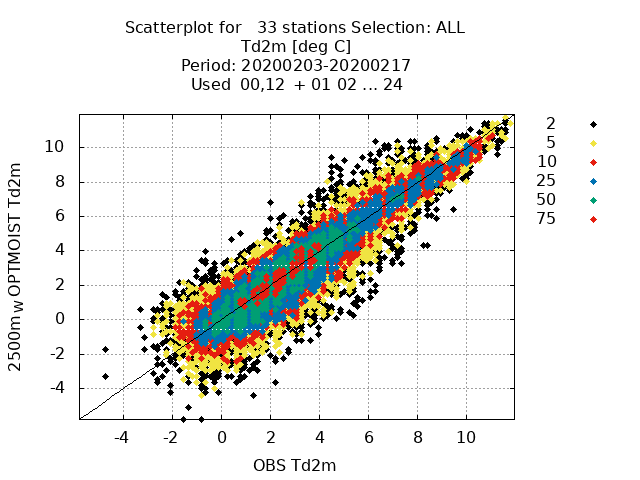 Scatterplot for   33 stations Selection: ALL
Td2m [deg C]
Period: 20200203-20200217
Used  00,12  + 01 02 ... 24
2
5
10
25
50
75
10
8
6
4
2
0
-2
-4
2500m_w OPTMOIST Td2m
-4 -2 0 2 4 6 8 10
OBS Td2m